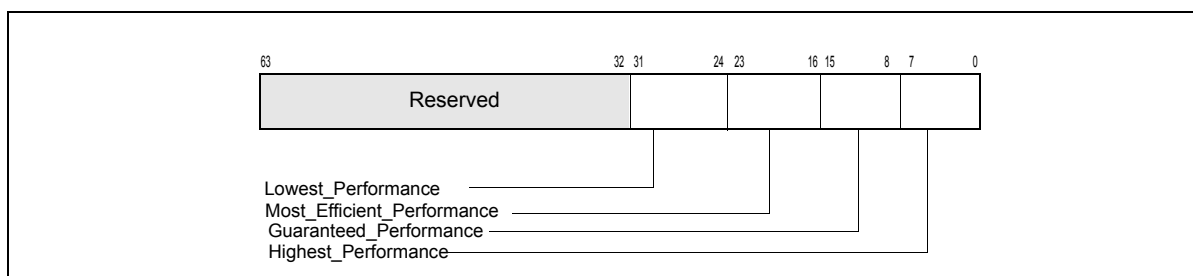 63 32 31 24 23 16 15 8 7 0
Reserved
Lowest_Performance
Most_Efficient_Performance
Guaranteed_Performance
Highest_Performance